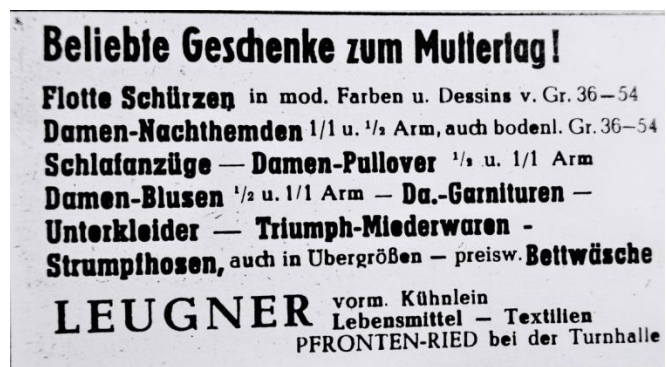 Beliebte Geschenke zum Muttertag!
Flotte Schürzen in mod. Farben u. Dessins v. Gr. 36–54
Damen-Nachthemden 1/1 u. ½ Arm, auch bodenl. Gr. 36–54
Schlafanzüge — Damen-Pullover ½ u. 1/1 Arm
Damen-Blusen ½ u. 1/1 Arm — Da.-Garnituren —
Unterkleider — Triumph-Miederwaren -
Strumpfhosen, auch in Übergrößen — preisw. Bettwäsche
LEUGNER vorm. Kühnlein
Lebensmittel — Textilien
PFRONTEN-RIED bei der Turnhalle